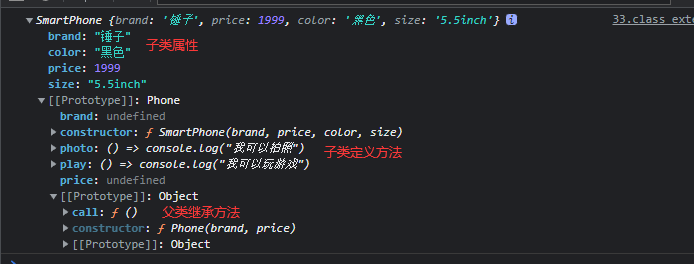 SmartPhone {brand: '锤子', price: 1999, color: '黑色', size: '5.5inch'} i 33.class exte
brand: "锤子"
color: "黑色" 子类属性
price: 1999
size: "5.5inch"
[[Prototype]]: Phone
brand: undefined
constructor: ƒ SmartPhone(brand, price, color, size)
photo: () => console.log("我可以拍照") 子类定义方法
play: () => console.log("我可以玩游戏")
price: undefined
[[Prototype]]: Object
call: ƒ () 父类继承方法
constructor: ƒ Phone(brand, price)
[[Prototype]]: Object